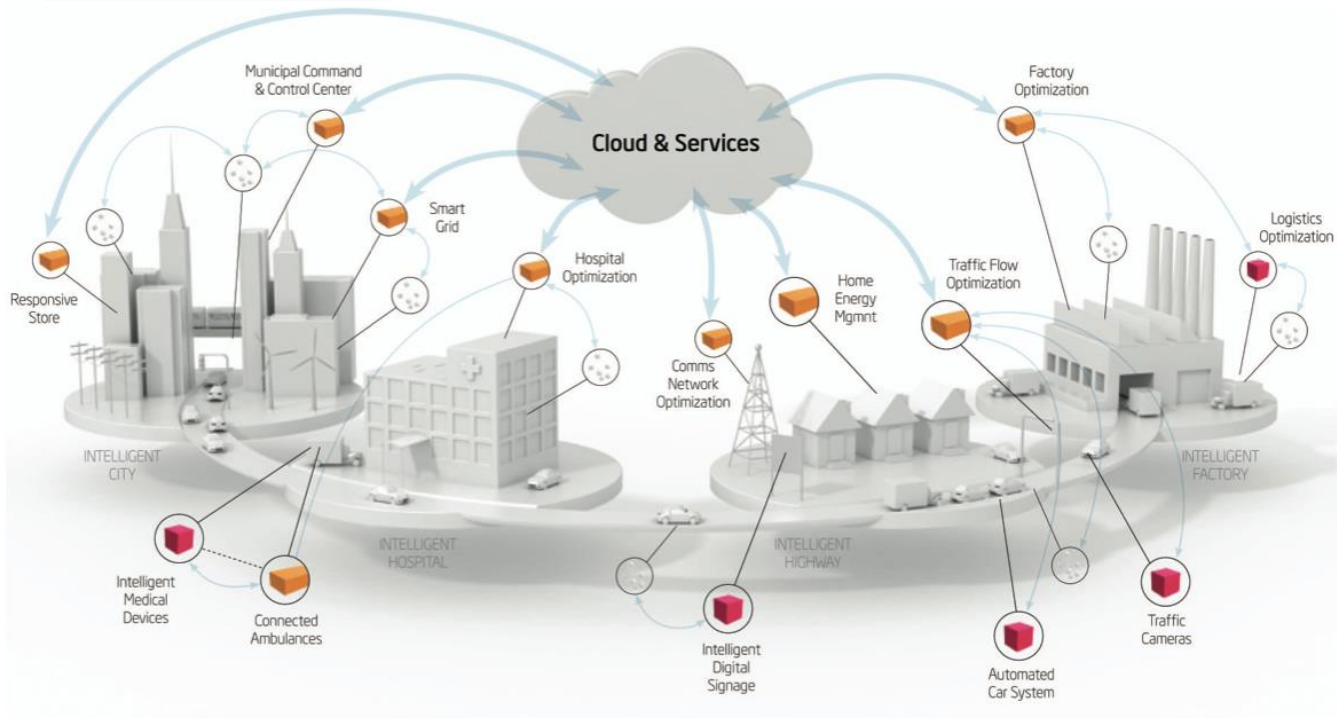 Municipal Command
& Control Center
Cloud & Services
Factory
Optimization
Smart
Grid
Logistics
Optimization
Hospital
Optimization
Responsive
Store
Home
Energy
Mgmnt
Traffic Flow
Optimization
Comms
Network
Optimization
INTELLIGENT
CITY
INTELLIGENT
FACTORY
INTELLIGENT
HOSPITAL
INTELLIGENT
HIGHWAY
Intelligent
Medical
Devices
Connected
Ambulances
Intelligent
Digital
Signage
Automated
Car System
Traffic
Cameras